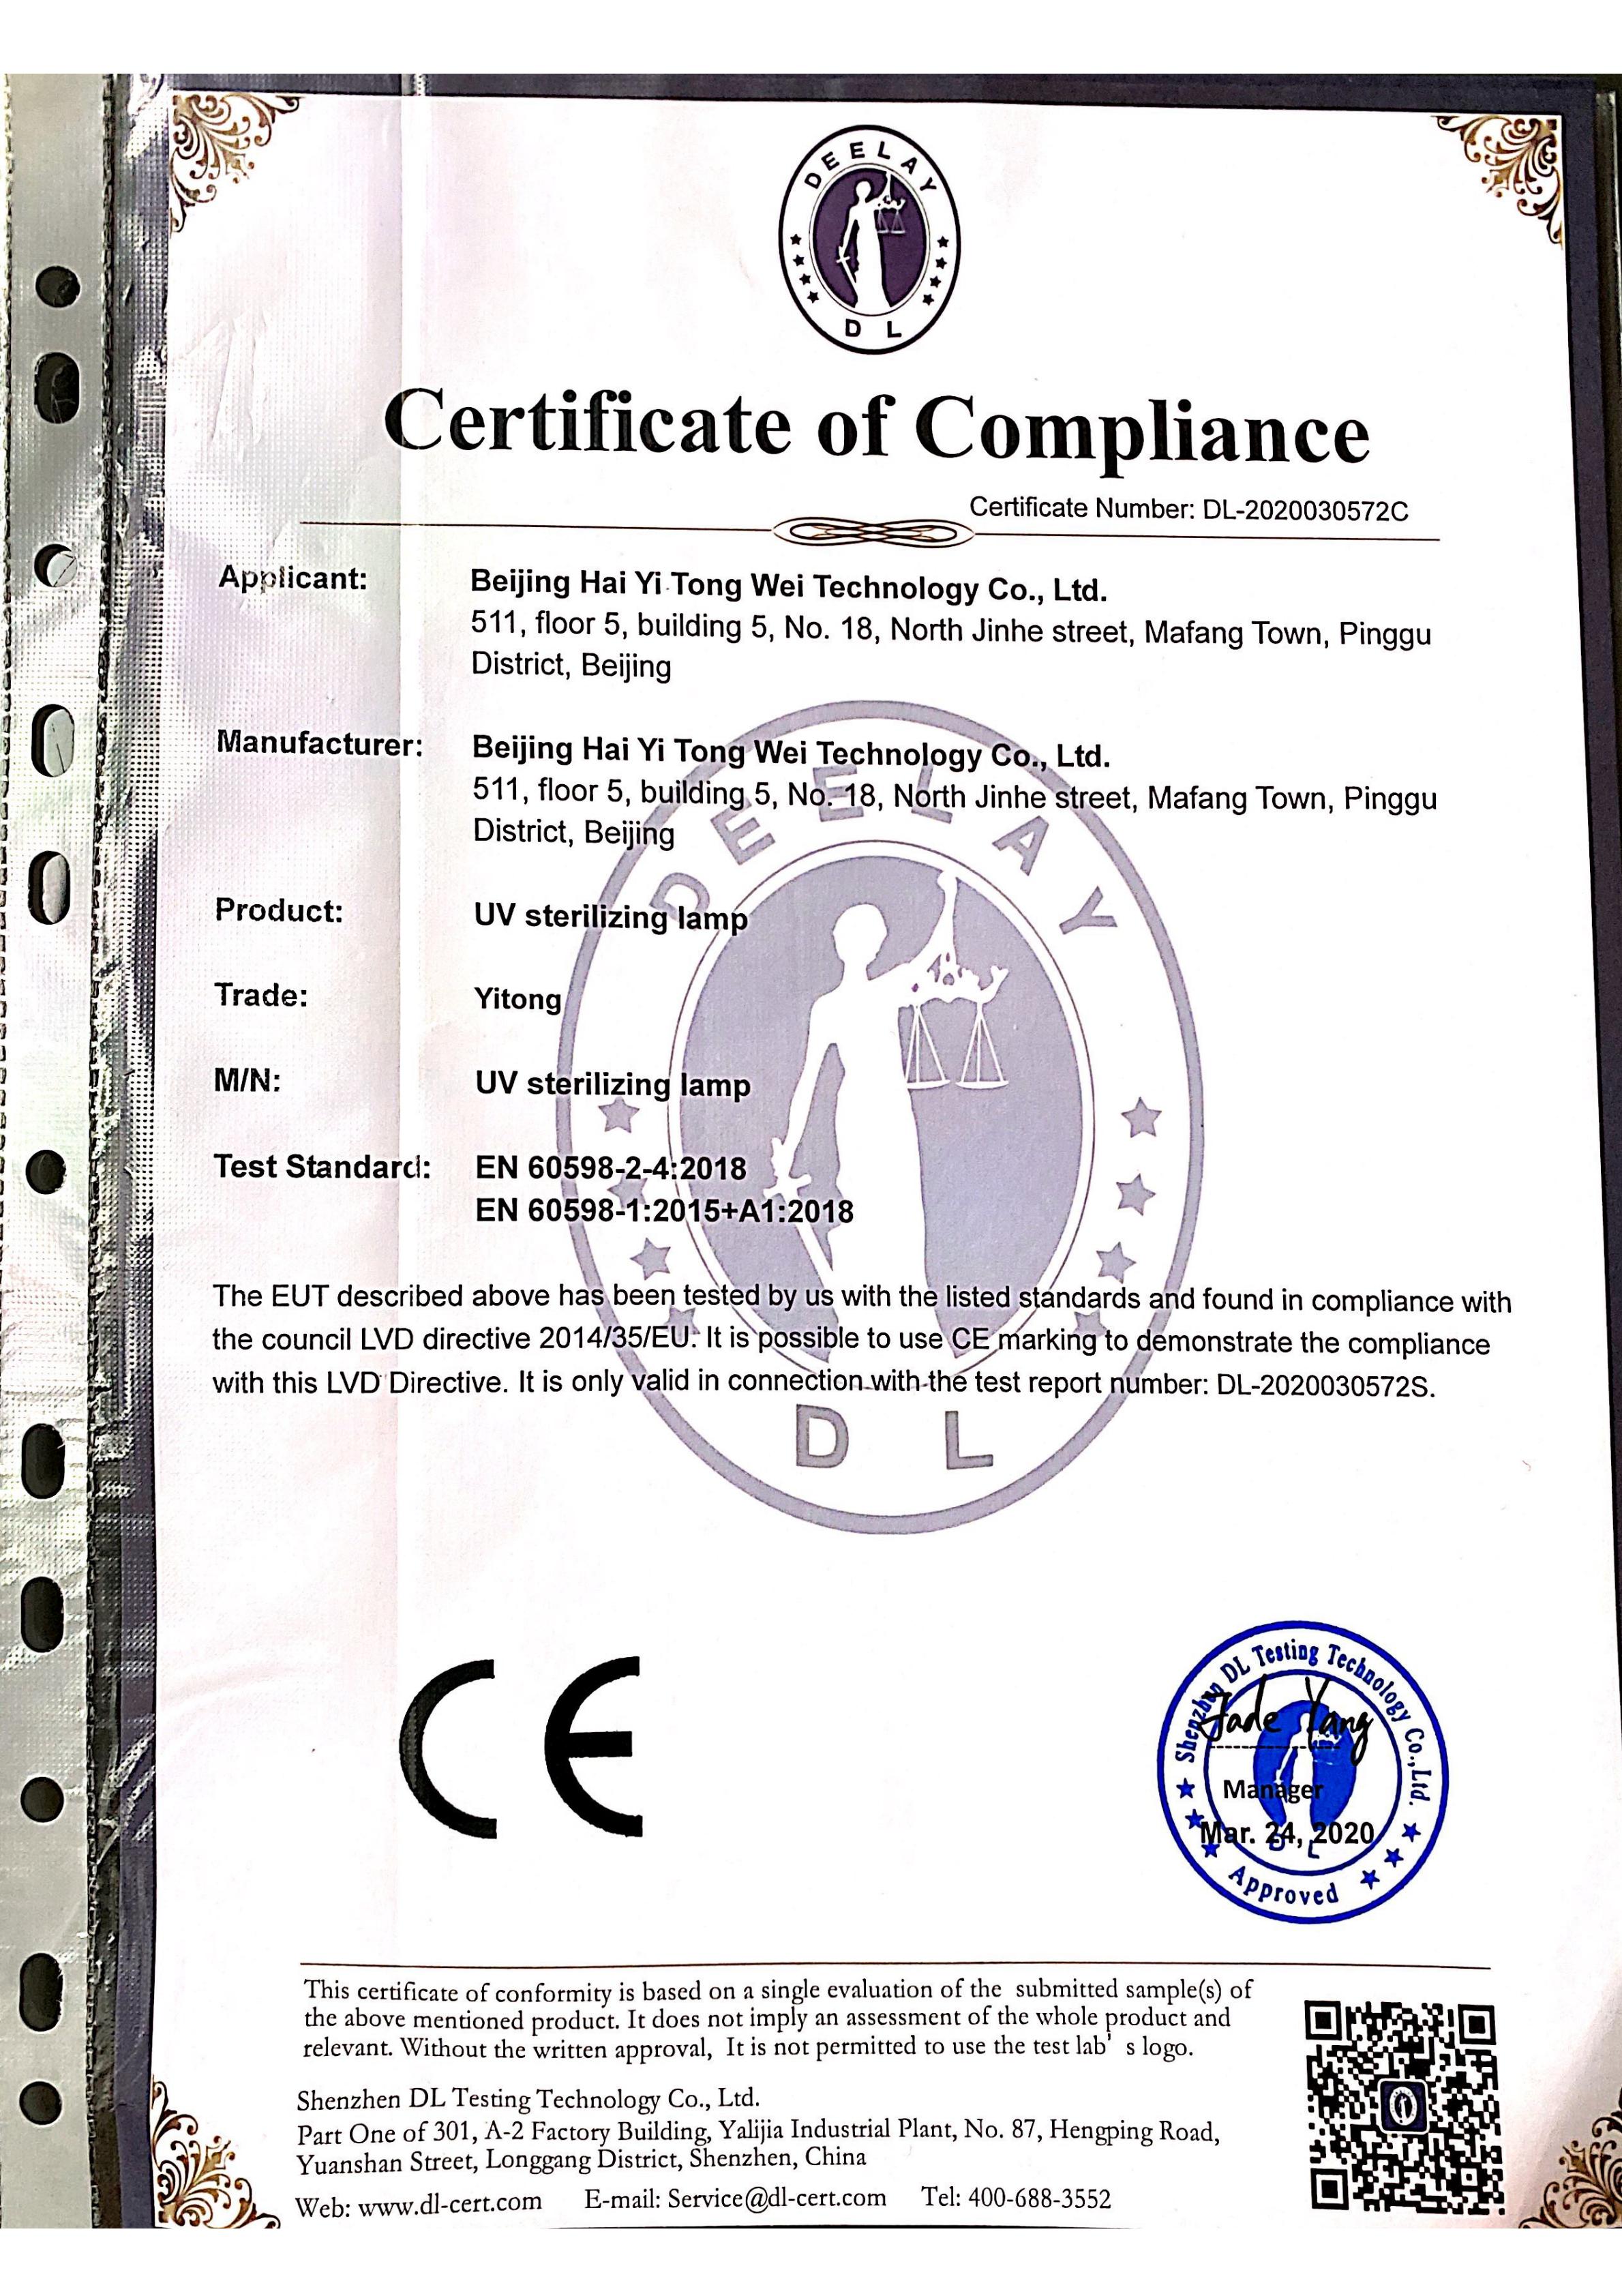 DEELAY
DL
Certificate of Compliance
Certificate Number: DL-2020030572C
Applicant: Beijing Hai Yi Tong Wei Technology Co., Ltd.
511, floor 5, building 5, No. 18, North Jinhe street, Mafang Town, Pinggu
District, Beijing
Manufacturer: Beijing Hai Yi Tong Wei Technology Co., Ltd.
511, floor 5, building 5, No. 18, North Jinhe street, Mafang Town, Pinggu
District, Beijing
Product: UV sterilizing lamp
Trade: Yitong
M/N: UV sterilizing lamp
Test Standard: EN 60598-2-4:2018
EN 60598-1:2015+A1:2018
The EUT described above has been tested by us with the listed standards and found in compliance with
the council LVD directive 2014/35/EU. It is possible to use CE marking to demonstrate the compliance
with this LVD Directive. It is only valid in connection with the test report number: DL-2020030572S.
DEELAY
DL
CE
Shenzhen DL Testing Technology Co.,Ltd.
Jade Yang
Manager
Mar. 24, 2020
DL
Approved
This certificate of conformity is based on a single evaluation of the submitted sample(s) of
the above mentioned product. It does not imply an assessment of the whole product and
relevant. Without the written approval, It is not permitted to use the test lab's logo.
Shenzhen DL Testing Technology Co., Ltd.
Part One of 301, A-2 Factory Building, Yalijia Industrial Plant, No. 87, Hengping Road,
Yuanshan Street, Longgang District, Shenzhen, China
Web: www.dl-cert.com E-mail: Service@dl-cert.com Tel: 400-688-3552